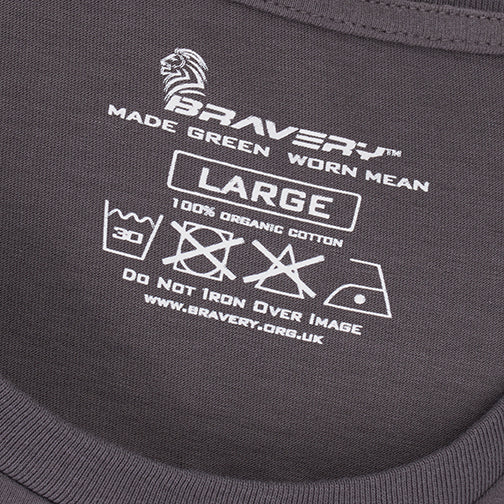 BRAVERY™
MADE GREEN WORN MEAN
LARGE
100% ORGANIC COTTON
30
Do Not Iron Over Image
WWW.BRAVERY.ORG.UK